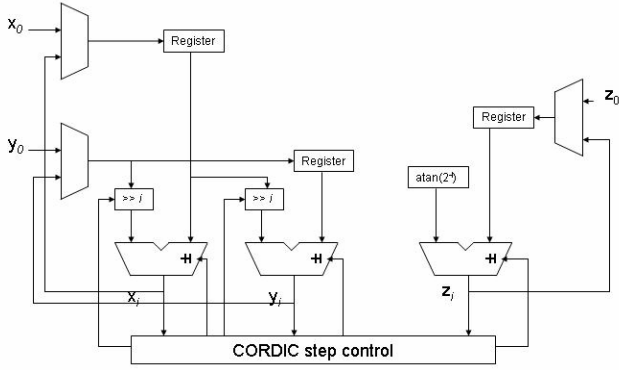 x0
Register
z0
Register
y0
Register
atan(2-i)
>> i
>> i
+/-
+/-
+/-
xi
yi
zi
CORDIC step control